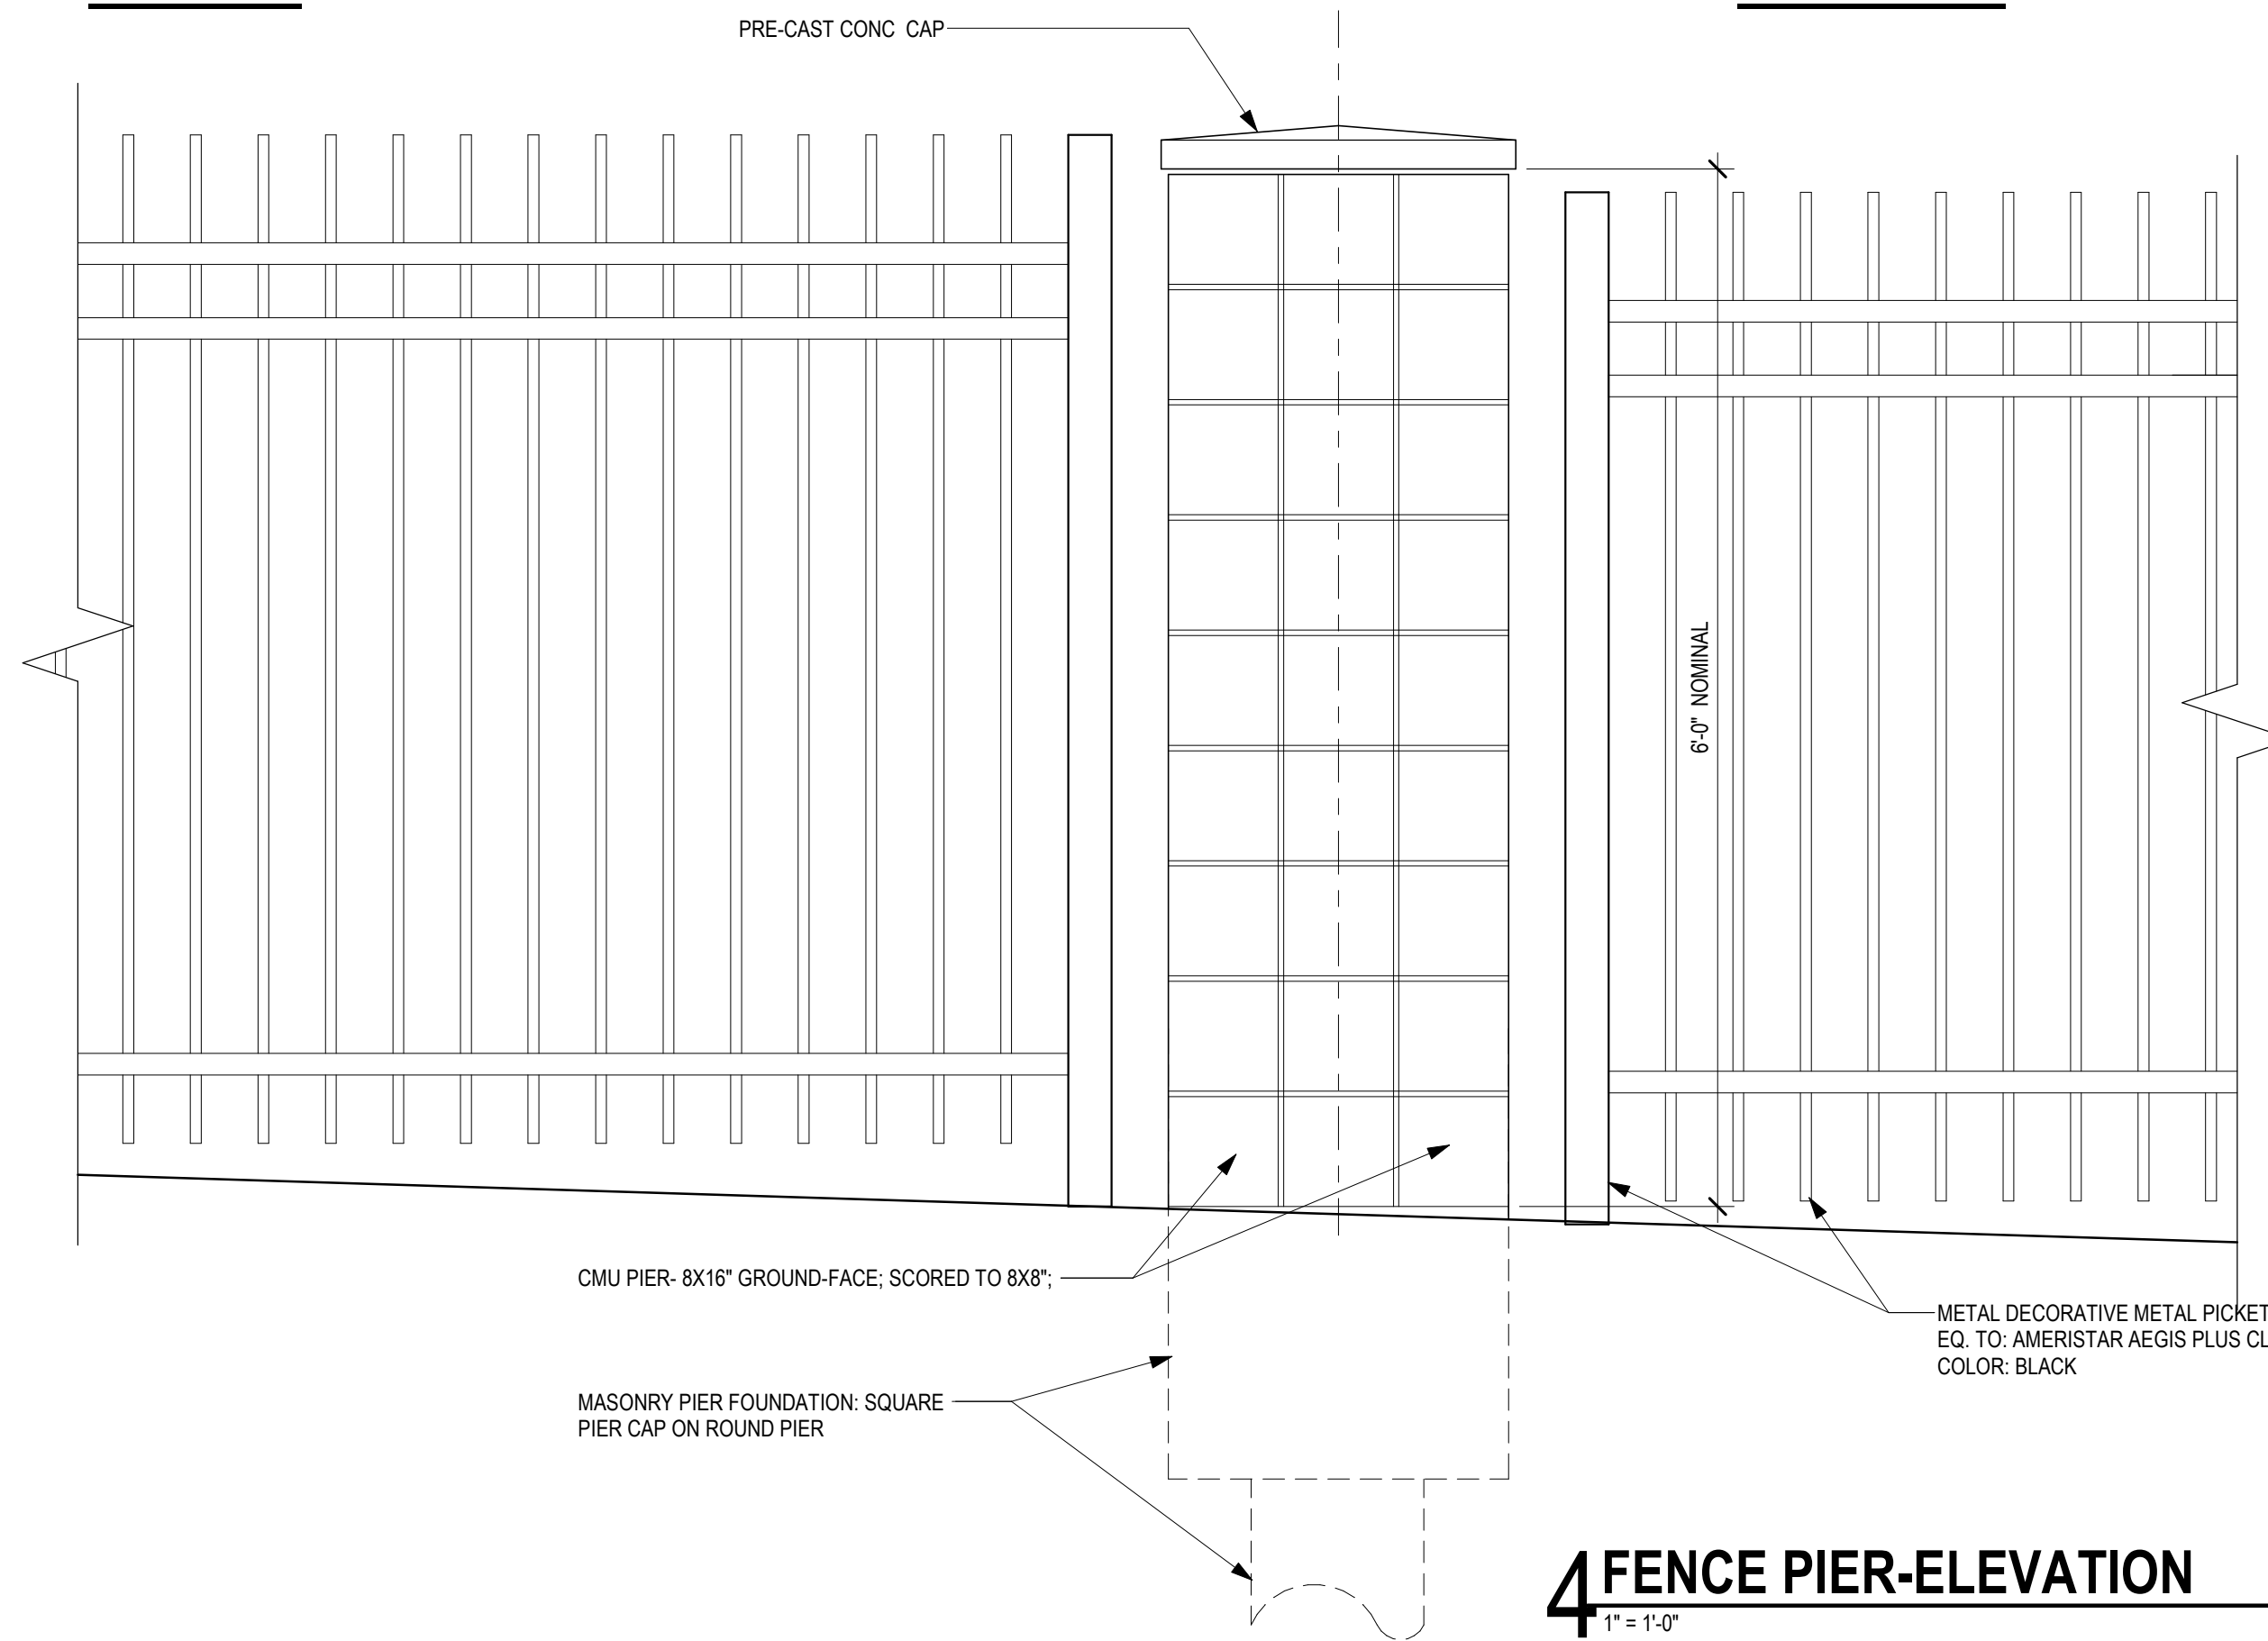 PRE-CAST CONC CAP
6'-0" NOMINAL
CMU PIER- 8X16" GROUND-FACE; SCORED TO 8X8";
METAL DECORATIVE METAL PICKET
EQ. TO: AMERISTAR AEGIS PLUS CL
COLOR: BLACK
MASONRY PIER FOUNDATION: SQUARE
PIER CAP ON ROUND PIER
4 FENCE PIER-ELEVATION
1" = 1'-0"